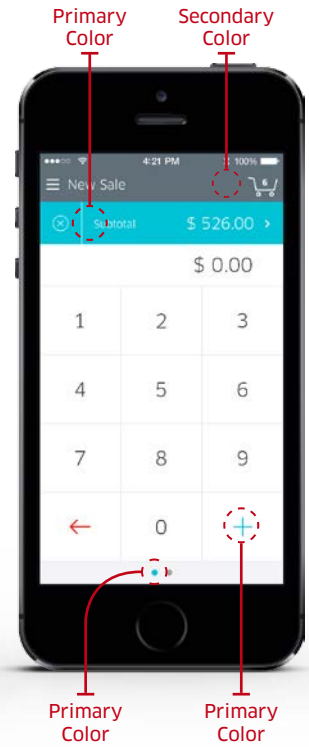 Primary Secondary
Color Color
4:21 PM 100%
New Sale 6
Subtotal $ 526.00
$ 0.00
1 2 3
4 5 6
7 8 9
0
Primary Primary
Color Color